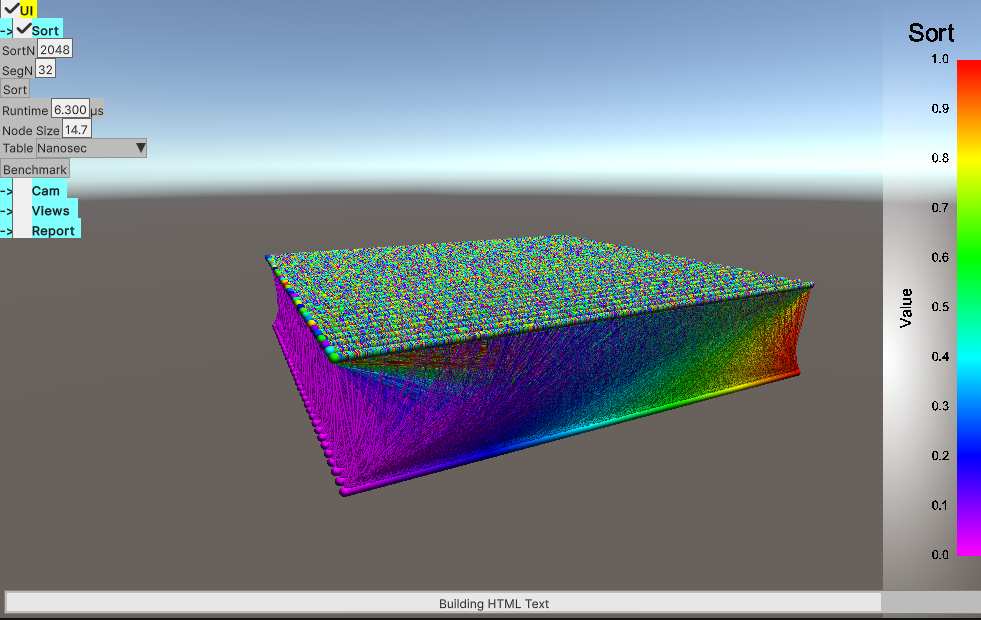 UI
-> Sort
SortN 2048
SegN 32
Sort
Runtime 6.300 µs
Node Size 14.7
Table Nanosec ▼
Benchmark
-> Cam
-> Views
-> Report
Sort
1.0
0.9
0.8
0.7
0.6
0.5
0.4
0.3
0.2
0.1
0.0
Value
Building HTML Text